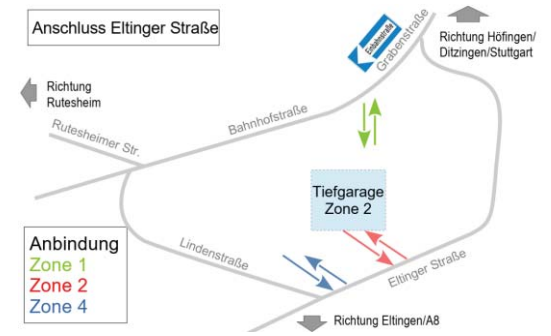 Anschluss Eltinger Straße
Einbahnstraße
Grabenstraße
Richtung Höfingen/
Ditzingen/Stuttgart
Richtung
Rutesheim
Bahnhofstraße
Rutesheimer Str.
Tiefgarage
Zone 2
Anbindung
Zone 1
Zone 2
Zone 4
Lindenstraße
Eltinger Straße
Richtung Eltingen/A8